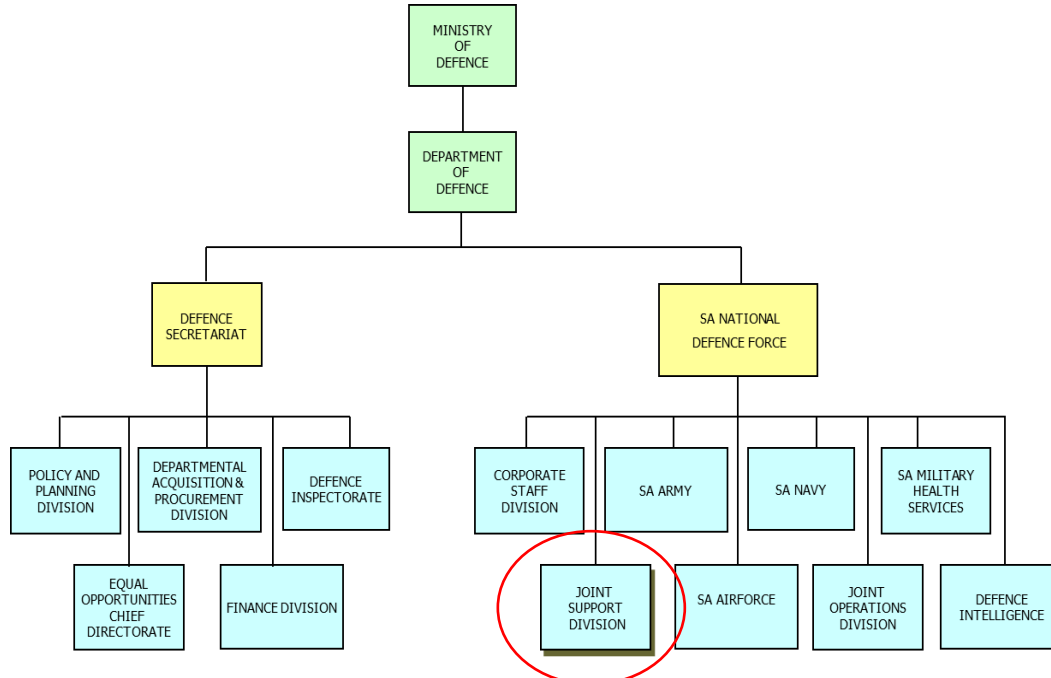 MINISTRY
OF
DEFENCE
DEPARTMENT
OF
DEFENCE
DEFENCE
SECRETARIAT
SA NATIONAL
DEFENCE FORCE
POLICY AND
PLANNING
DIVISION
DEPARTMENTAL
ACQUISITION &
PROCUREMENT
DIVISION
DEFENCE
INSPECTORATE
CORPORATE
STAFF
DIVISION
SA ARMY
SA NAVY
SA MILITARY
HEALTH
SERVICES
EQUAL
OPPORTUNITIES
CHIEF
DIRECTORATE
FINANCE DIVISION
JOINT
SUPPORT
DIVISION
SA AIRFORCE
JOINT
OPERATIONS
DIVISION
DEFENCE
INTELLIGENCE